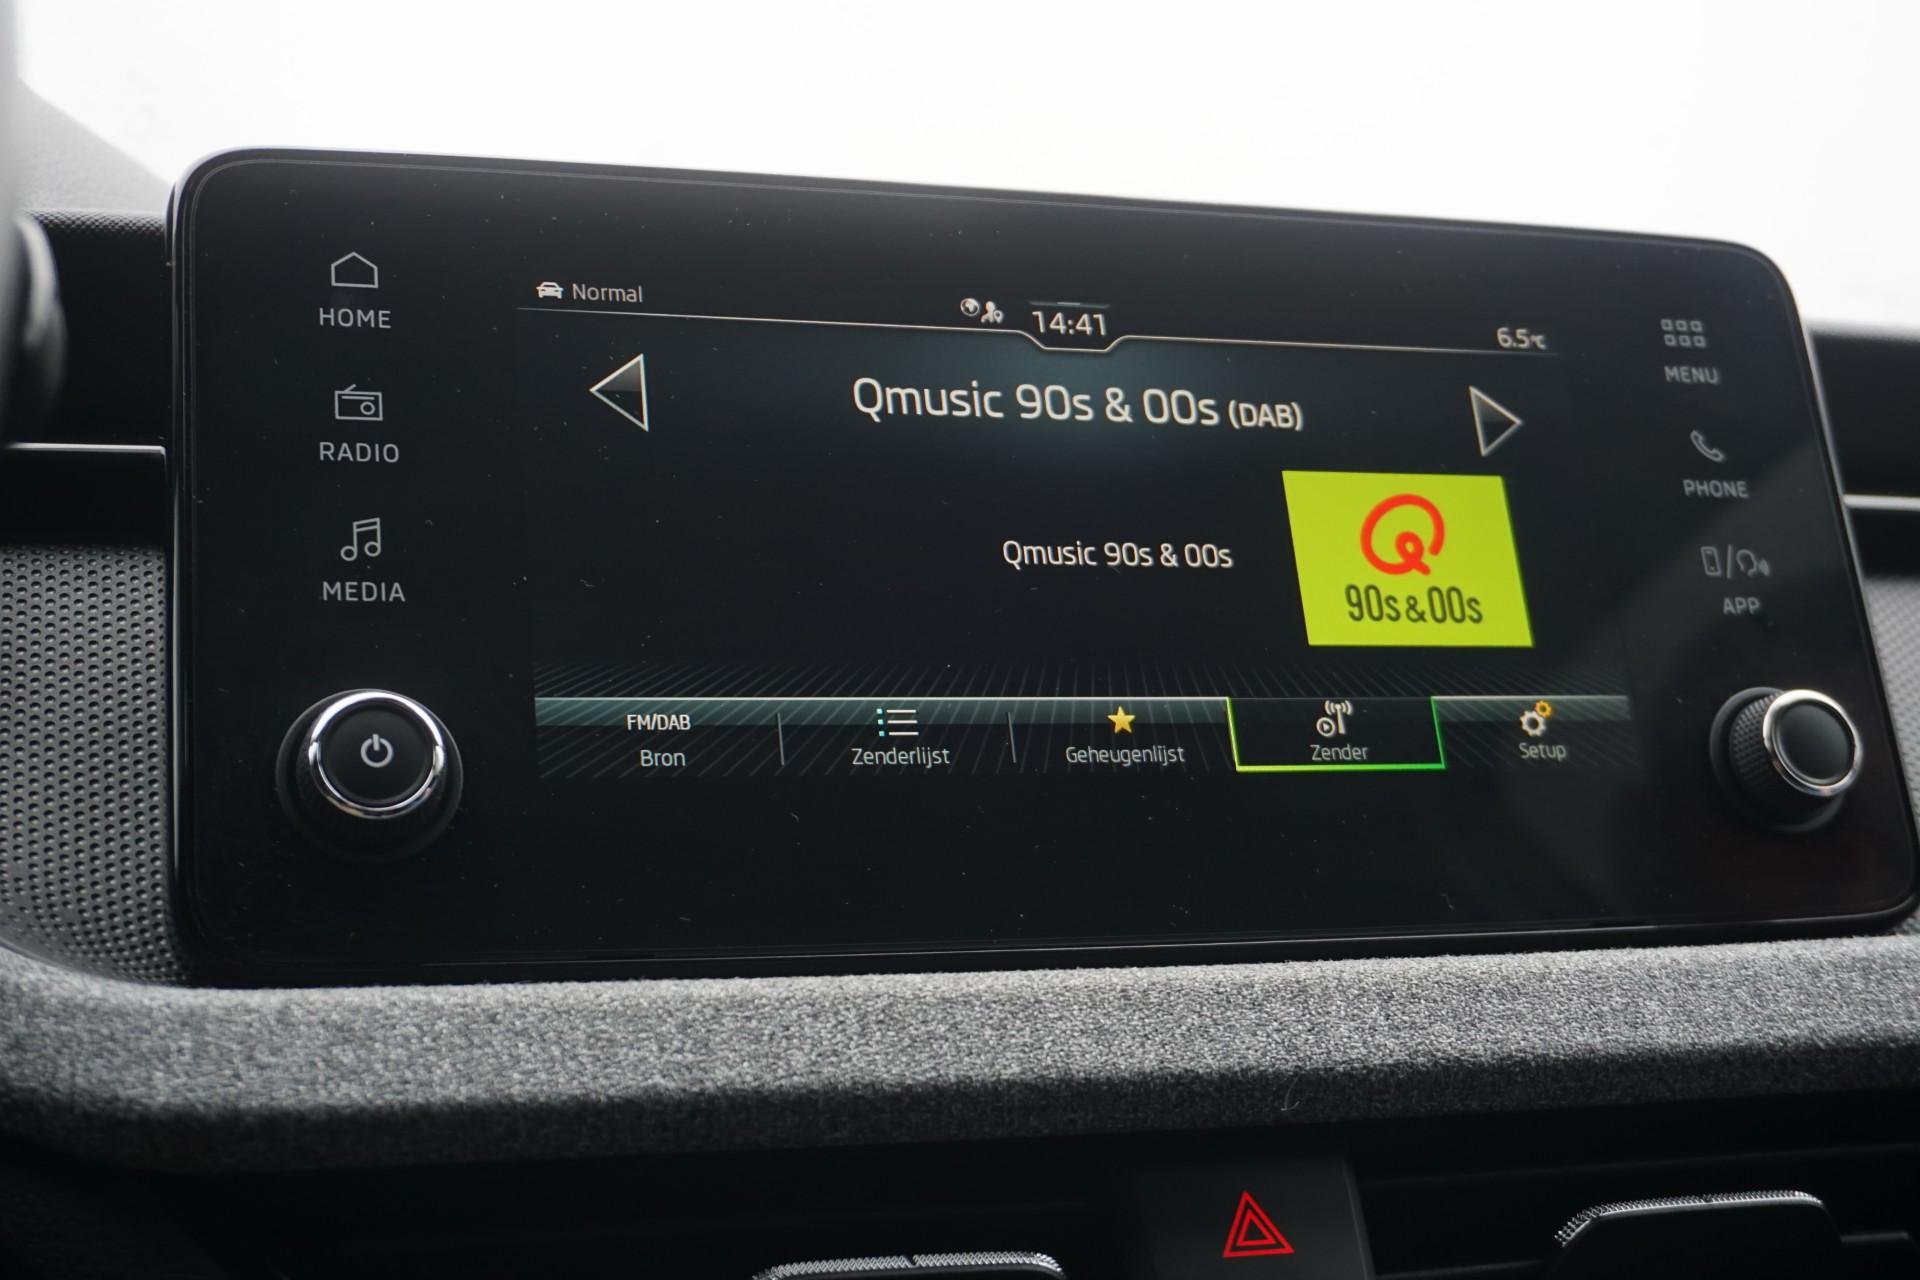 HOME
RADIO
MEDIA
Normal
14:41
6.5°C
Qmusic 90s & 00s (DAB)
Qmusic 90s & 00s
Q
90s & 00s
FM/DAB
Bron
Zenderlijst
Geheugenlijst
Zender
Setup
MENU
PHONE
APP